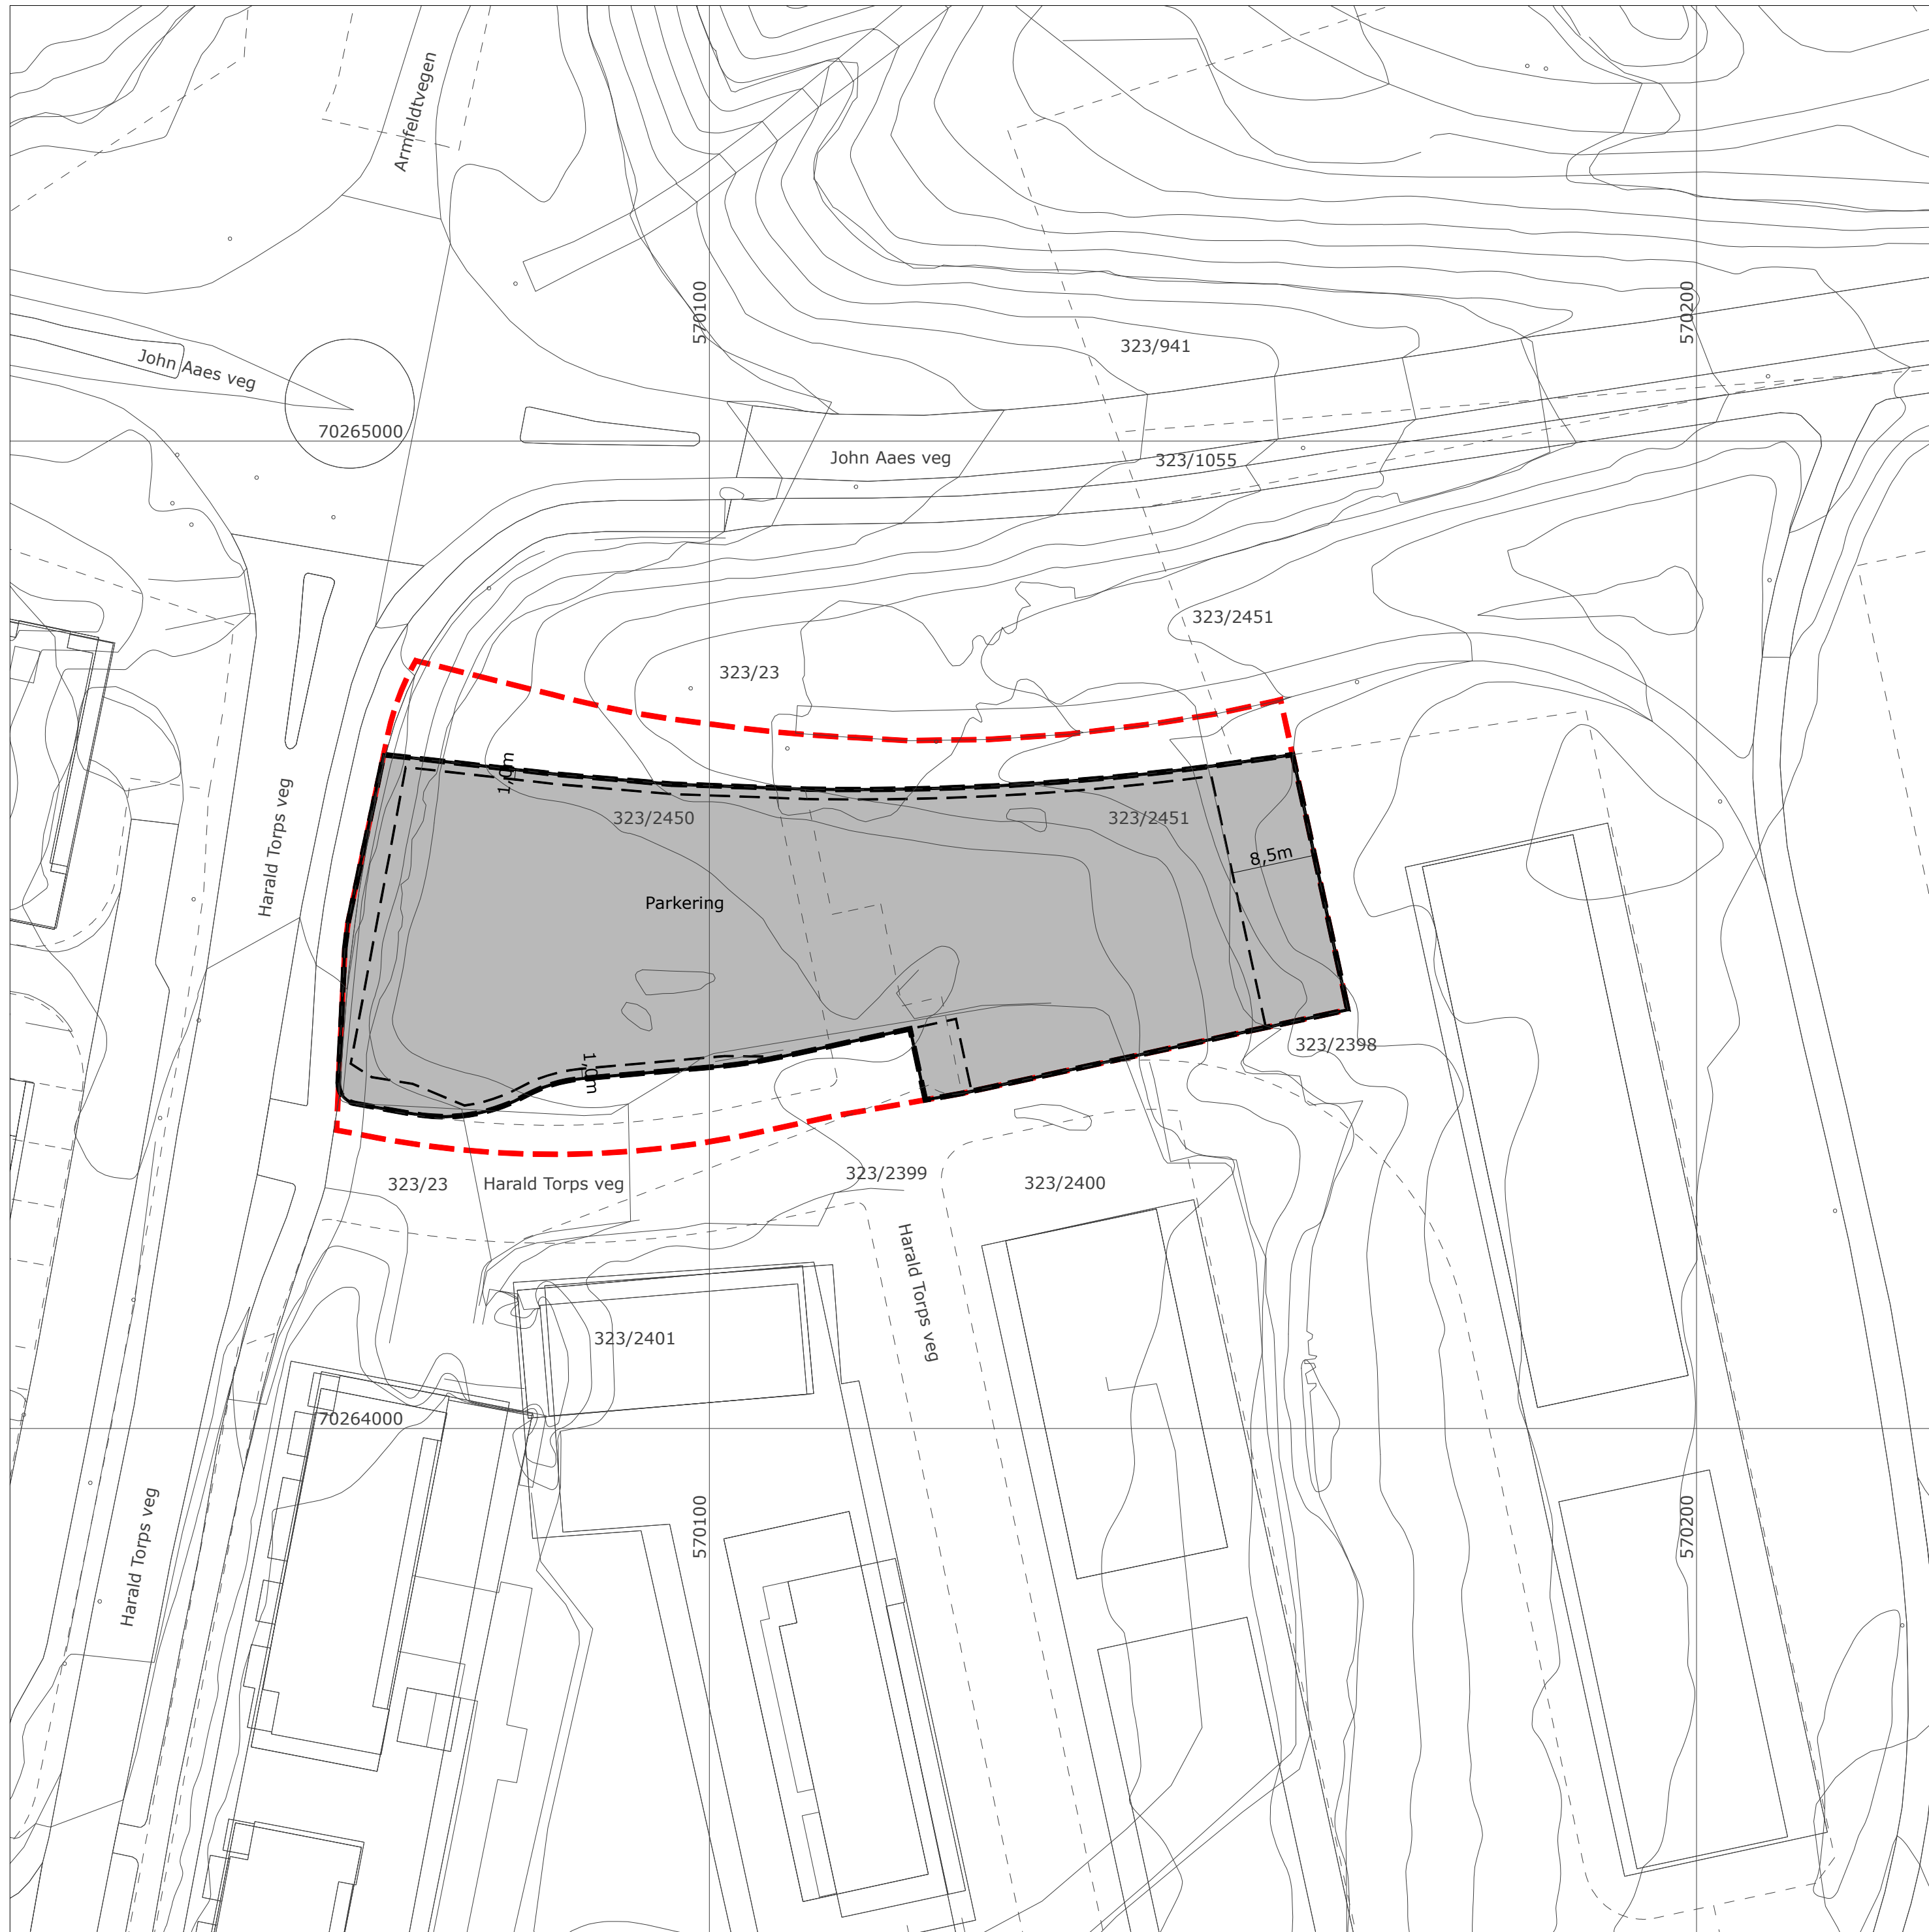 Armfeldtvegen
570100
570200
323/941
John Aaes veg
70265000
John Aaes veg
323/1055
323/2451
323/23
1,0m
Harald Torps veg
323/2450
323/2451
8,5m
Parkering
323/2398
1,0m
323/23
Harald Torps veg
323/2399
323/2400
Harald Torps veg
323/2401
70264000
570100
570200
Harald Torps veg